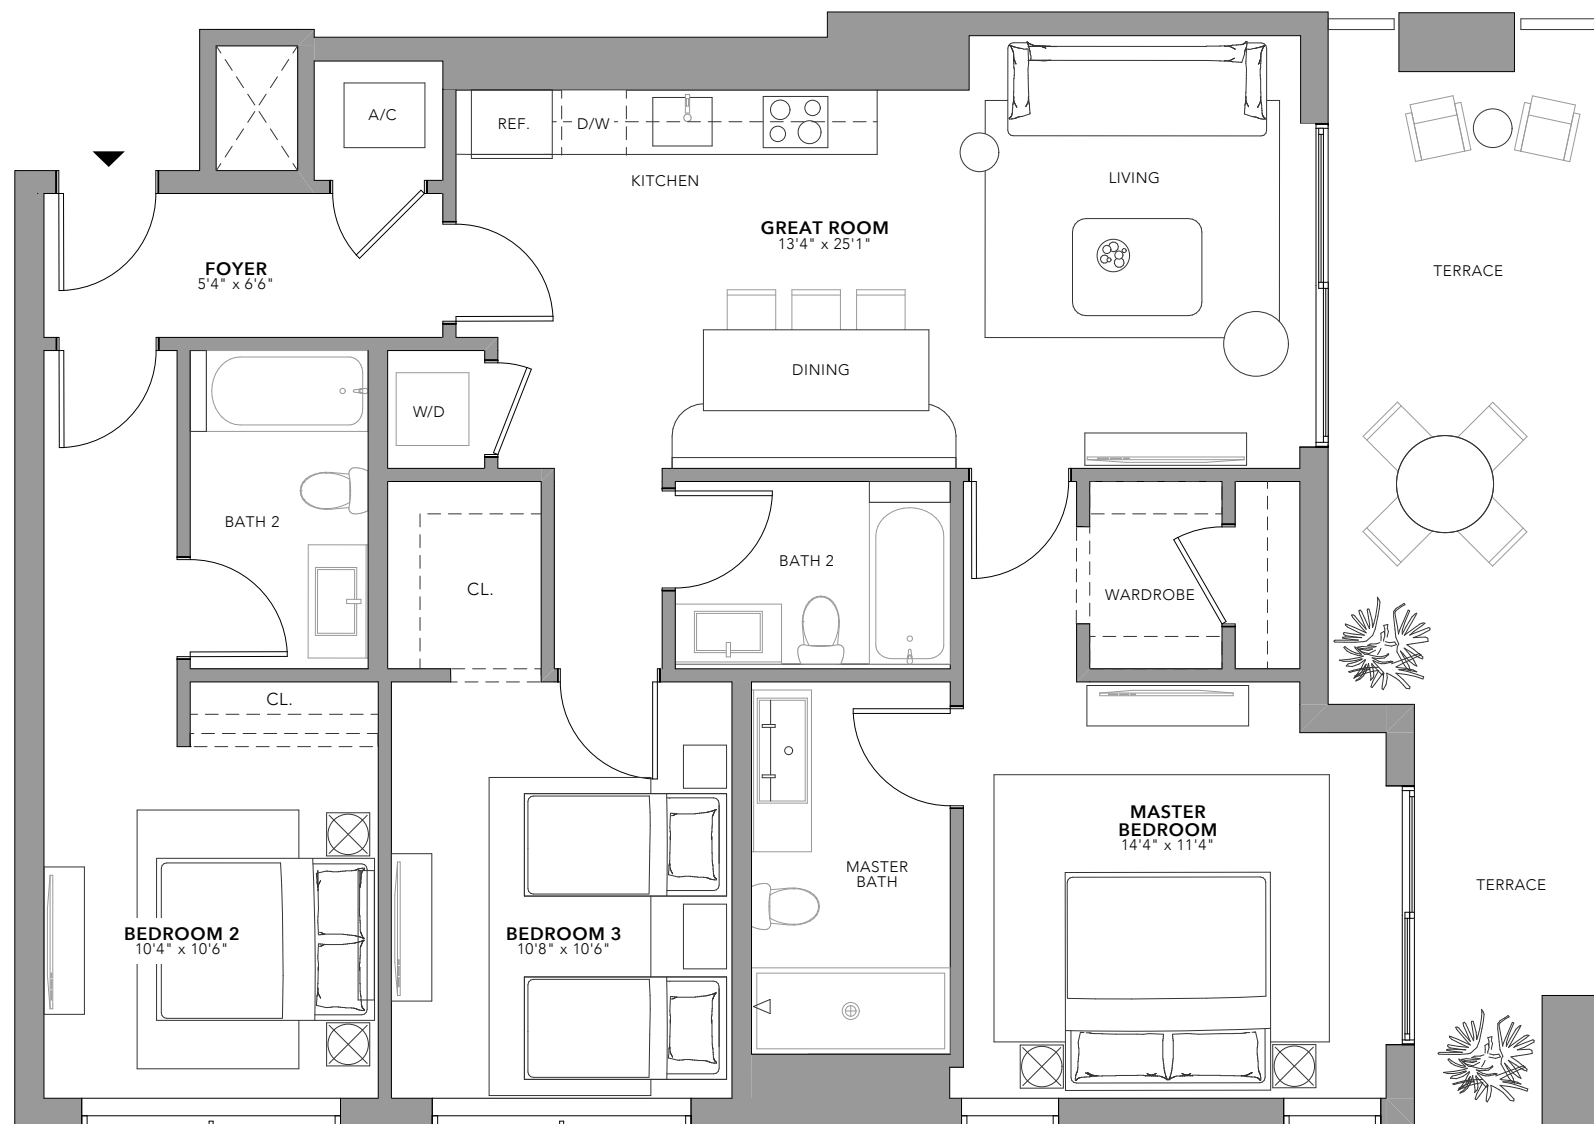 A/C
REF.
D/W
KITCHEN
LIVING
GREAT ROOM
13'4" x 25'1"
FOYER
5'4" x 6'6"
TERRACE
DINING
W/D
BATH 2
BATH 2
CL.
WARDROBE
CL.
MASTER
BEDROOM
14'4" x 11'4"
MASTER
BATH
TERRACE
BEDROOM 2
10'4" x 10'6"
BEDROOM 3
10'8" x 10'6"